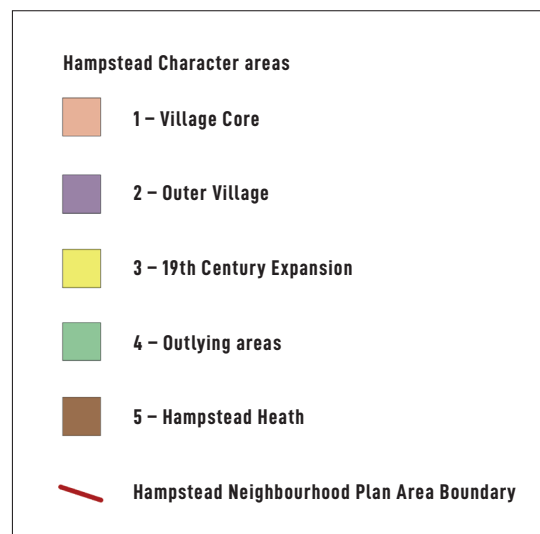 Hampstead Character areas
1 – Village Core
2 – Outer Village
3 – 19th Century Expansion
4 – Outlying areas
5 – Hampstead Heath
Hampstead Neighbourhood Plan Area Boundary